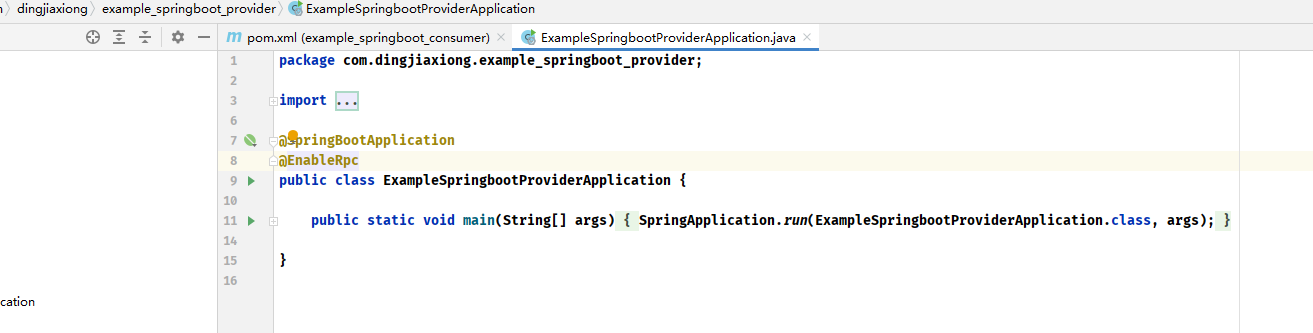 dingjiaxiong example_springboot_provider ExampleSpringbootProviderApplication
pom.xml (example_springboot_consumer) ExampleSpringbootProviderApplication.java
1 package com.dingjiaxiong.example_springboot_provider;
2
3 import ...
6
7 @SpringBootApplication
8 @EnableRpc
9 public class ExampleSpringbootProviderApplication {
10
11 public static void main(String[] args) { SpringApplication.run(ExampleSpringbootProviderApplication.class, args); }
14
15 }
16
cation